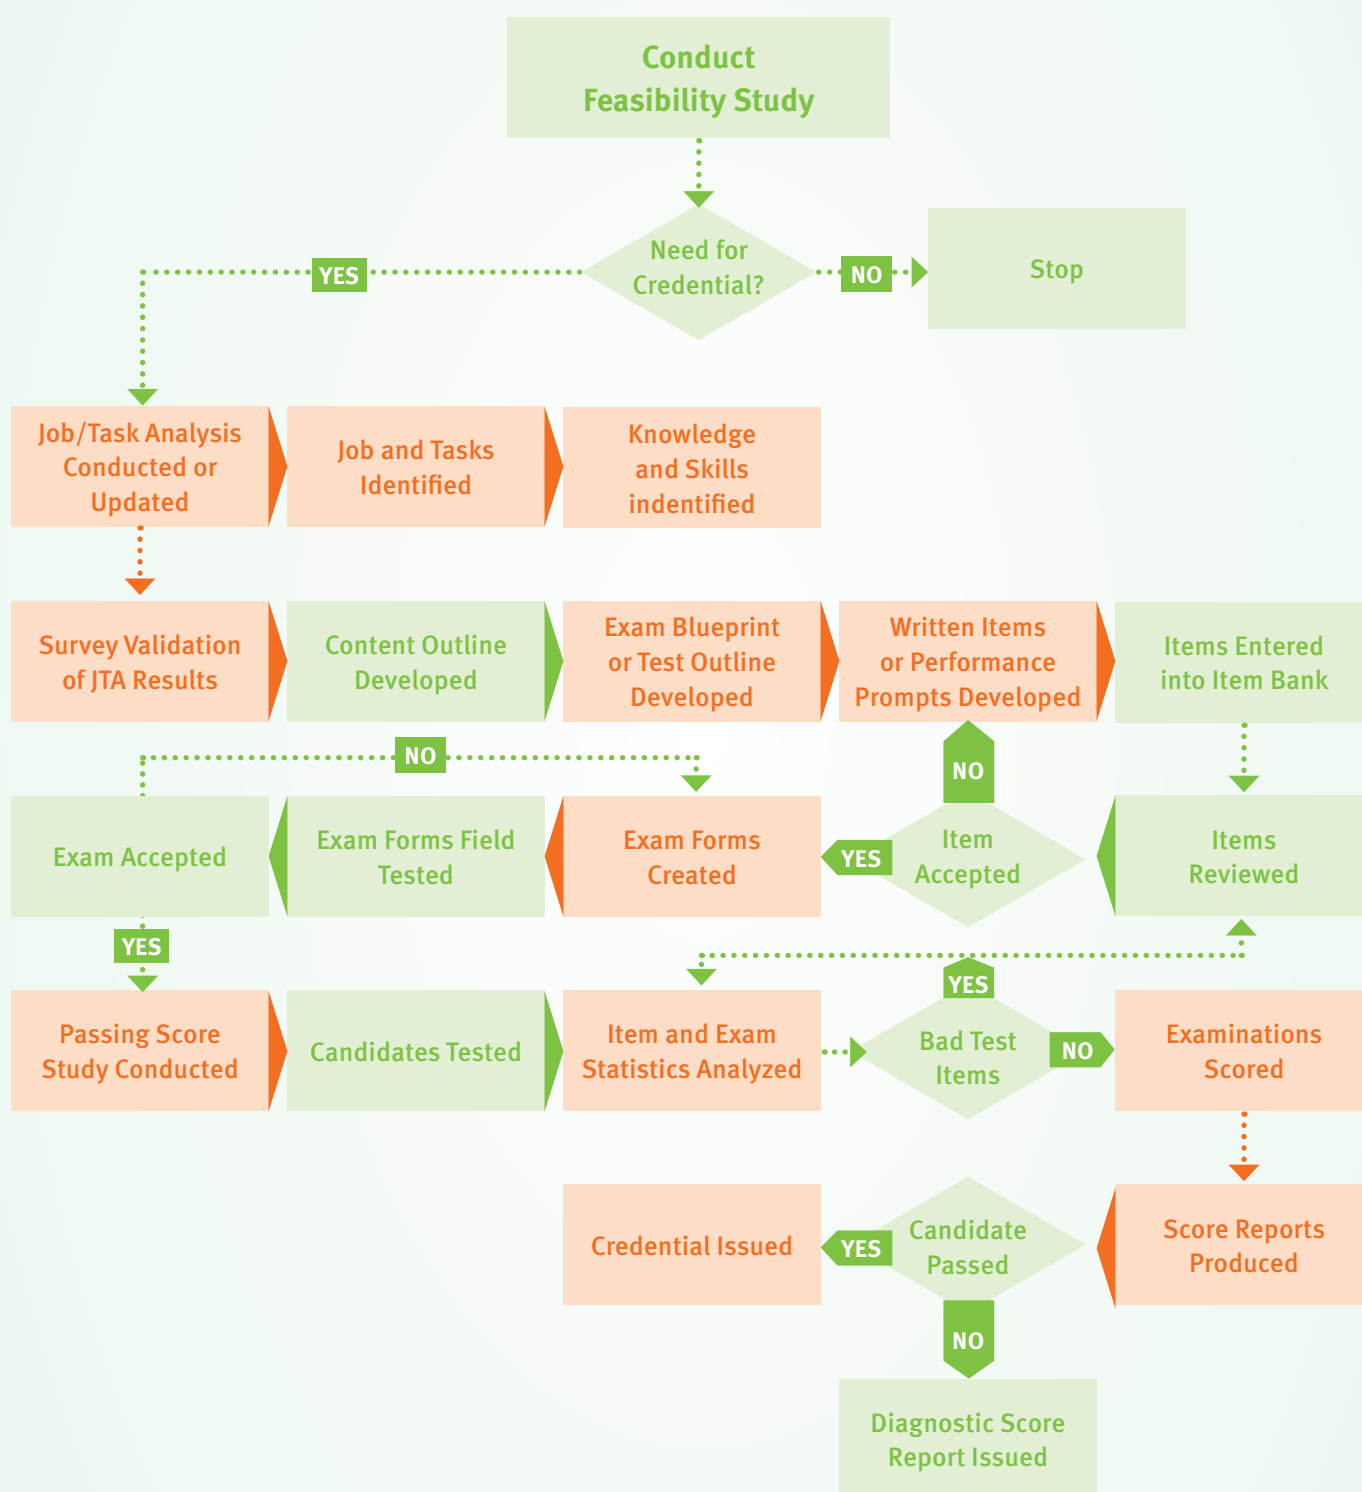 Conduct
Feasibility Study
Need for
Credential?
YES
NO
Stop
Job/Task Analysis
Conducted or
Updated
Job and Tasks
Identified
Knowledge
and Skills
indentified
Survey Validation
of JTA Results
Content Outline
Developed
Exam Blueprint
or Test Outline
Developed
Written Items
or Performance
Prompts Developed
Items Entered
into Item Bank
NO
NO
Exam Accepted
Exam Forms Field
Tested
Exam Forms
Created
YES
Item
Accepted
Items
Reviewed
YES
YES
Passing Score
Study Conducted
Candidates Tested
Item and Exam
Statistics Analyzed
Bad Test
Items
NO
Examinations
Scored
Credential Issued
YES
Candidate
Passed
Score Reports
Produced
NO
Diagnostic Score
Report Issued